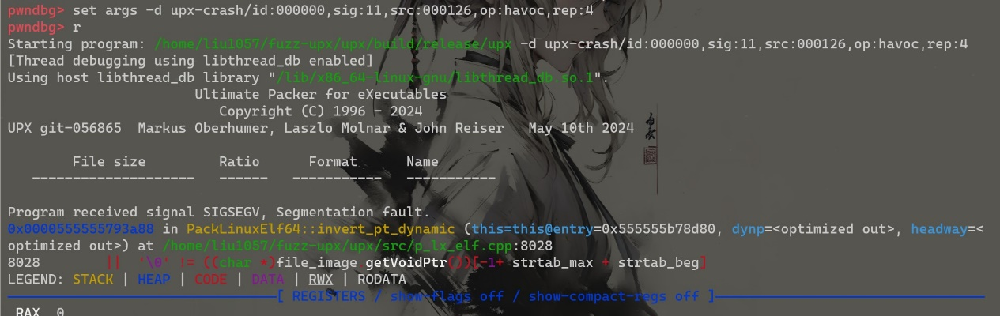 pwndbg> set args -d upx-crash/id:000000,sig:11,src:000126,op:havoc,rep:4
pwndbg> r
Starting program: /home/liu1057/fuzz-upx/upx/build/release/upx -d upx-crash/id:000000,sig:11,src:000126,op:havoc,rep:4
[Thread debugging using libthread_db enabled]
Using host libthread_db library "/lib/x86_64-linux-gnu/libthread_db.so.1".
Ultimate Packer for eXecutables
Copyright (C) 1996 - 2024
UPX git-056865  Markus Oberhumer, Laszlo Molnar & John Reiser   May 10th 2024
File size         Ratio      Format      Name
--------------------   ------   -----------   -----------
Program received signal SIGSEGV, Segmentation fault.
0x0000555555793a88 in PackLinuxElf64::invert_pt_dynamic (this=this@entry=0x555555b78d80, dynp=<optimized out>, headway=<
optimized out>) at /home/liu1057/fuzz-upx/upx/src/p_lx_elf.cpp:8028
8028        ||  '\0' != ((char *)file_image.getVoidPtr())[-1+ strtab_max + strtab_beg]
LEGEND: STACK | HEAP | CODE | DATA | RWX | RODATA
[ REGISTERS / show-flags off / show-compact-regs off ]
RAX  0